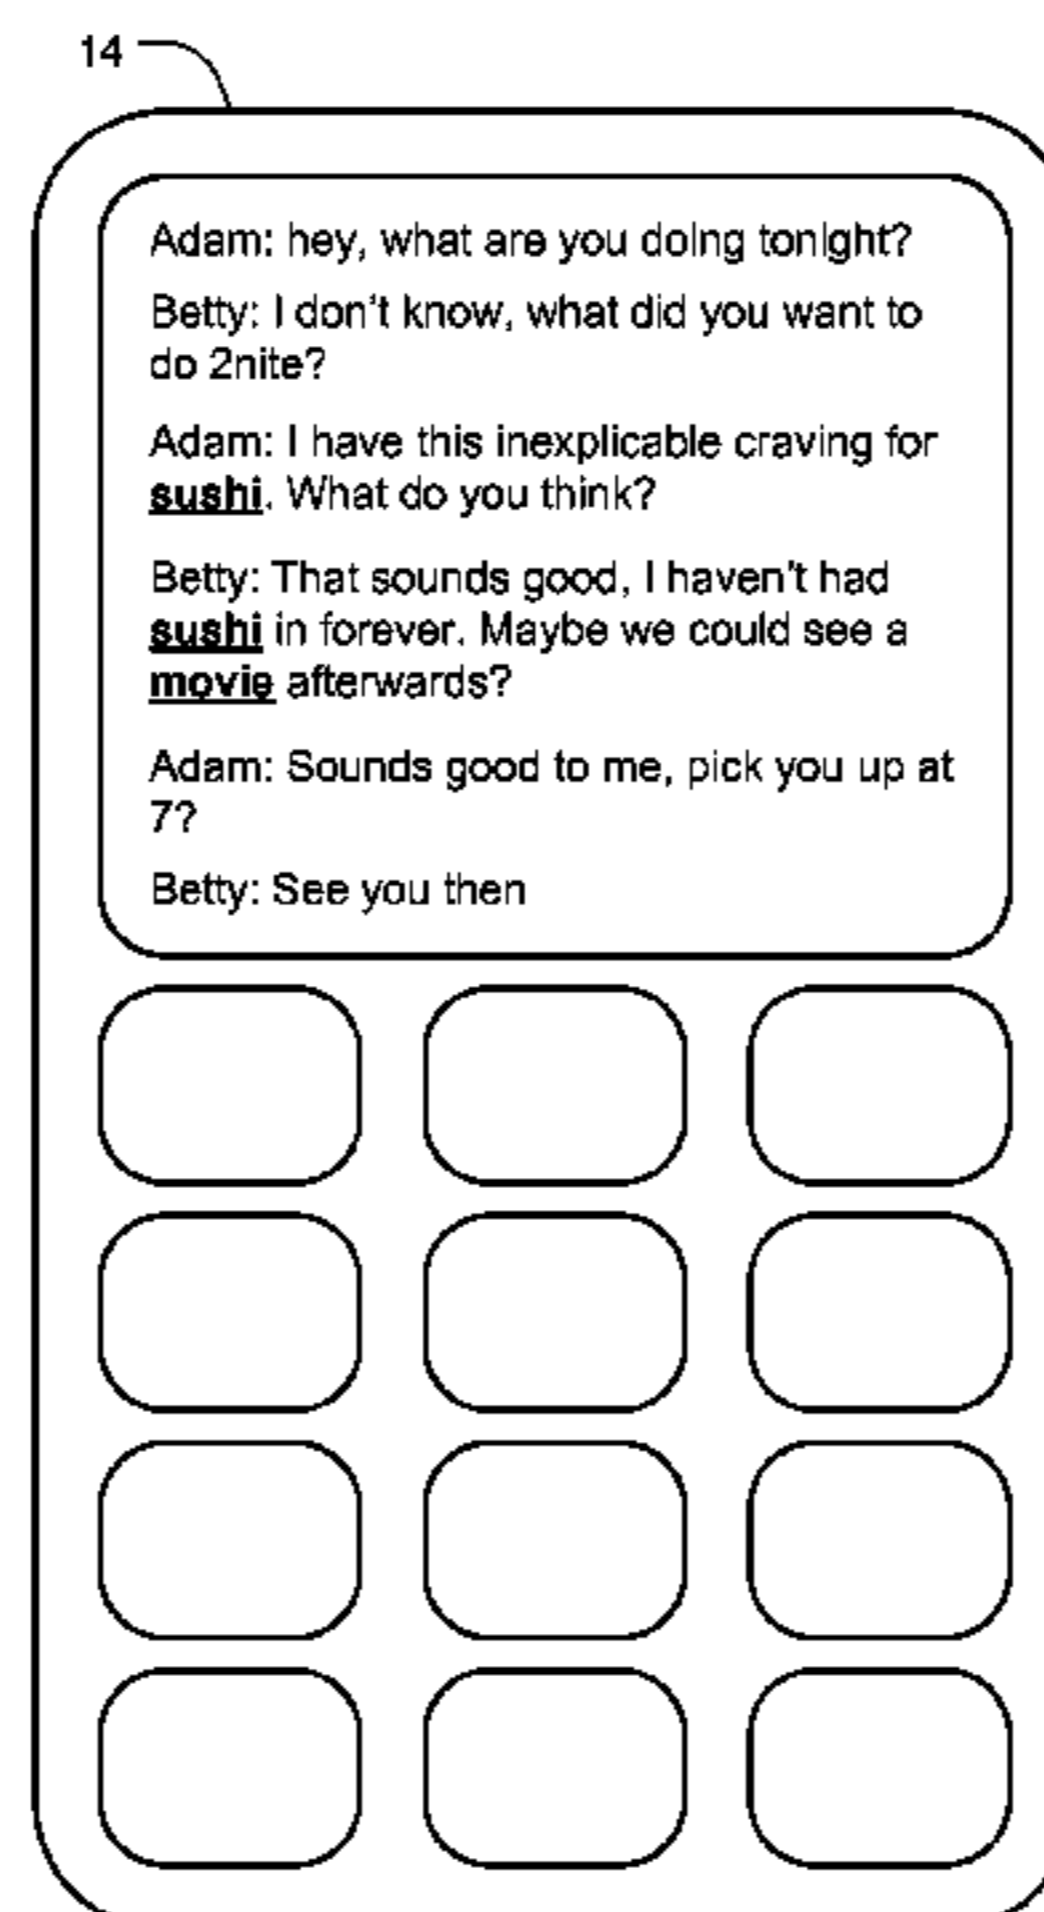 14
Adam: hey, what are you doing tonight?
Betty: I don't know, what did you want to
do 2nite?
Adam: I have this inexplicable craving for
sushi. What do you think?
Betty: That sounds good, I haven't had
sushi in forever. Maybe we could see a
movie afterwards?
Adam: Sounds good to me, pick you up at
7?
Betty: See you then